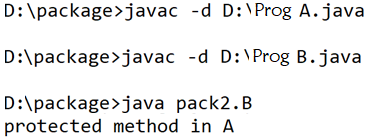 D:\package>javac -d D:\Prog A.java
D:\package>javac -d D:\Prog B.java
D:\package>java pack2.B
protected method in A